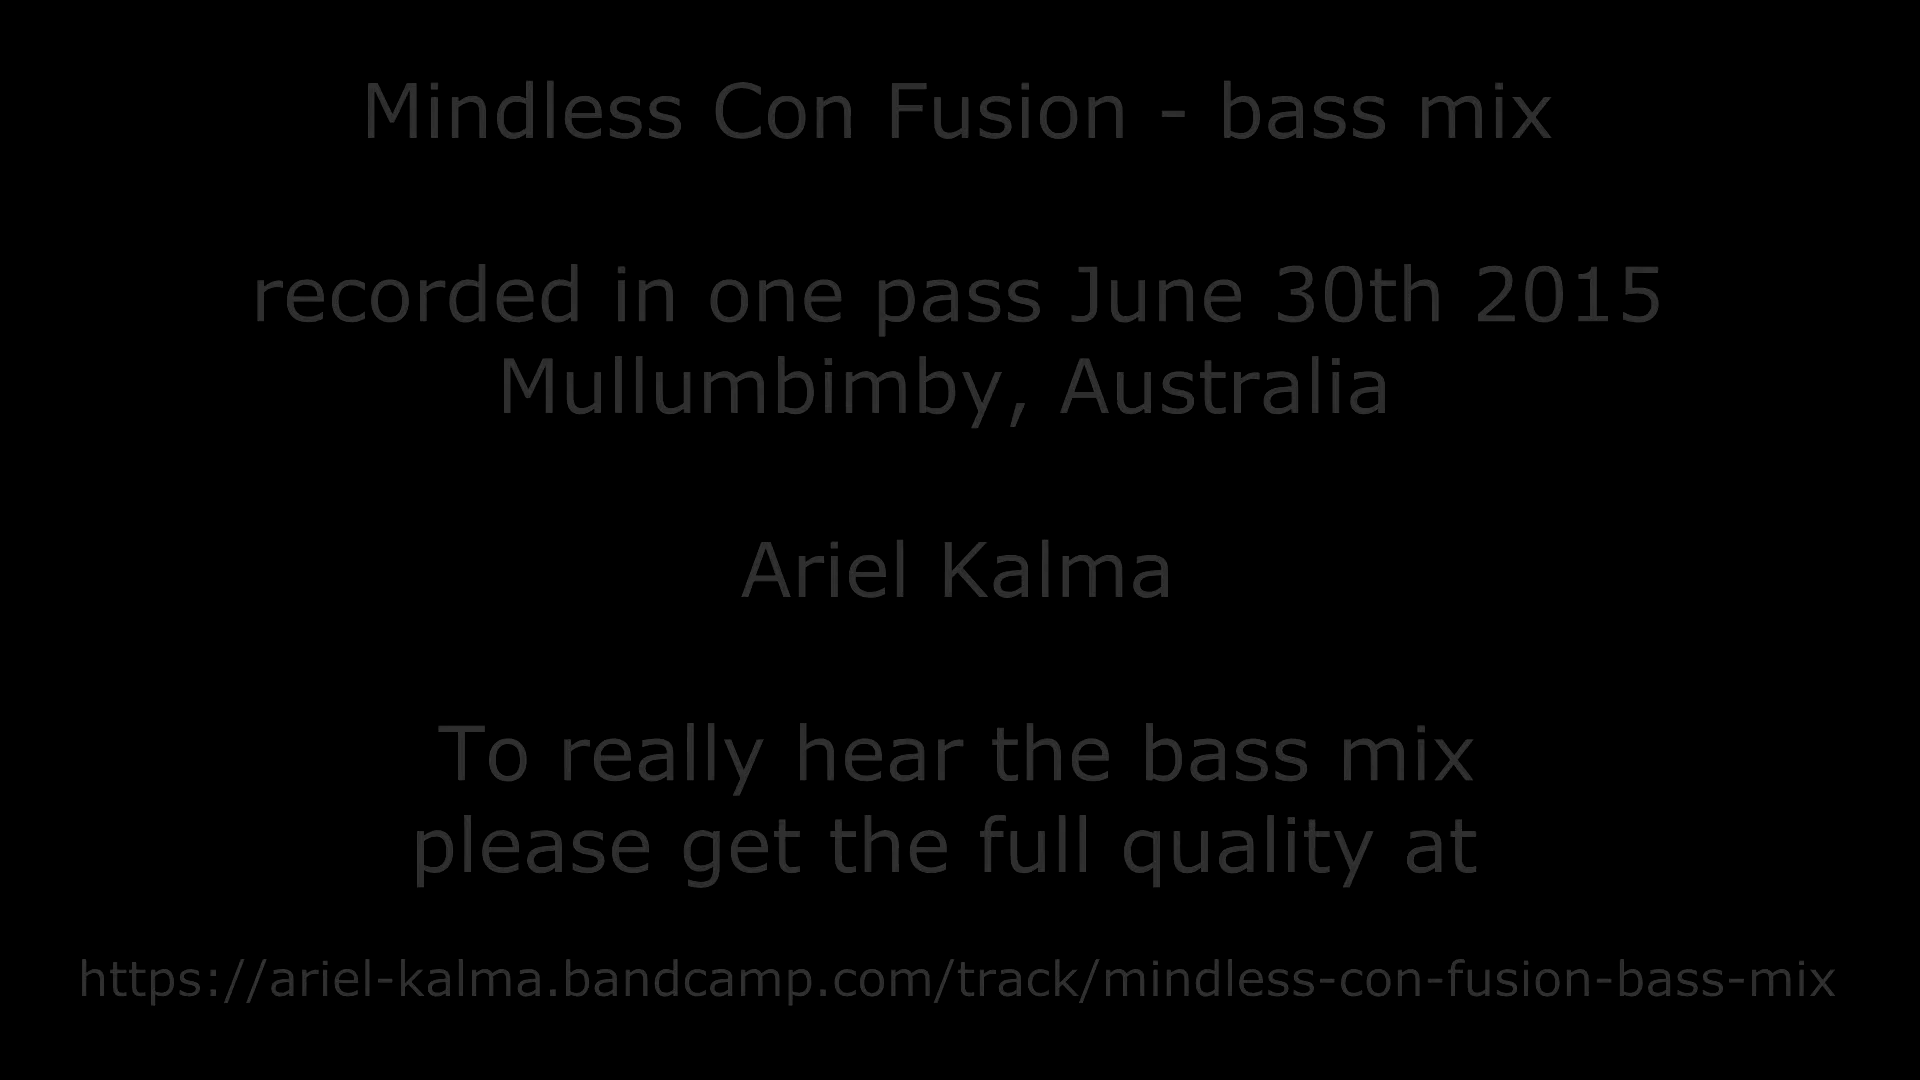 Mindless Con Fusion - bass mix
recorded in one pass June 30th 2015
Mullumbimby, Australia
Ariel Kalma
To really hear the bass mix
please get the full quality at
https://ariel-kalma.bandcamp.com/track/mindless-con-fusion-bass-mix